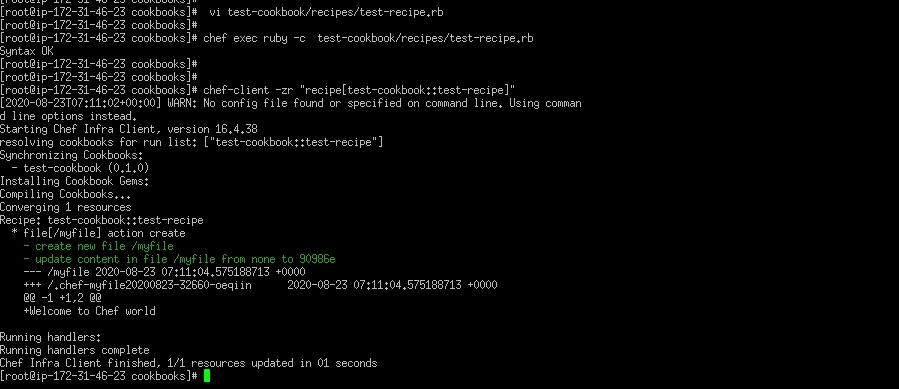 [root@ip-172-31-46-23 cookbooks]#
[root@ip-172-31-46-23 cookbooks]#  vi test-cookbook/recipes/test-recipe.rb
[root@ip-172-31-46-23 cookbooks]#
[root@ip-172-31-46-23 cookbooks]# chef exec ruby -c  test-cookbook/recipes/test-recipe.rb
Syntax OK
[root@ip-172-31-46-23 cookbooks]#
[root@ip-172-31-46-23 cookbooks]#
[root@ip-172-31-46-23 cookbooks]# chef-client -zr "recipe[test-cookbook::test-recipe]"
[2020-08-23T07:11:02+00:00] WARN: No config file found or specified on command line. Using comman
d line options instead.
Starting Chef Infra Client, version 16.4.38
resolving cookbooks for run list: ["test-cookbook::test-recipe"]
Synchronizing Cookbooks:
  - test-cookbook (0.1.0)
Installing Cookbook Gems:
Compiling Cookbooks...
Converging 1 resources
Recipe: test-cookbook::test-recipe
  * file[/myfile] action create
    - create new file /myfile
    - update content in file /myfile from none to 90986e
    --- /myfile 2020-08-23 07:11:04.575188713 +0000
    +++ /.chef-myfile20200823-32660-oeqiin      2020-08-23 07:11:04.575188713 +0000
    @@ -1 +1,2 @@
    +Welcome to Chef world

Running handlers:
Running handlers complete
Chef Infra Client finished, 1/1 resources updated in 01 seconds
[root@ip-172-31-46-23 cookbooks]#